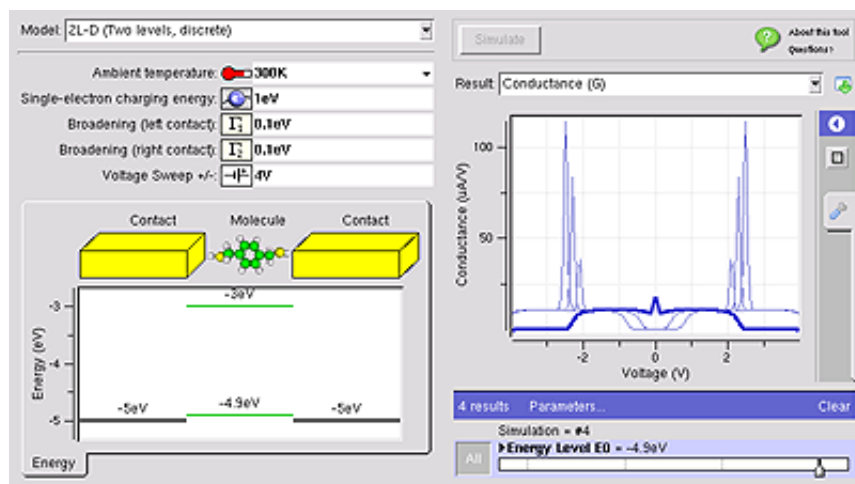 Model: 2L-D (Two levels, discrete)
Ambient temperature: 300K
Single-electron charging energy: 1eV
Broadening (left contact): Γ1 0.1eV
Broadening (right contact): Γ2 0.1eV
Voltage Sweep +/-: 4V
Contact Molecule Contact
-3eV
-3
-4
-5
Energy (eV)
-5eV
-4.9eV
-5eV
Energy
Simulate
About this tool
Questions?
Result: Conductance (G)
100
50
Conductance (uA/V)
-2 0 2
Voltage (V)
4 results Parameters... Clear
Simulation = #4
All
Energy Level E0 = -4.9eV